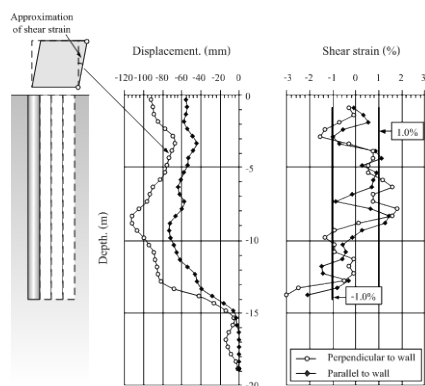 Approximation
of shear strain
Displacement. (mm)
-120 -100 -80 -60 -40 -20 0
0
-5
-10
-15
-20
Depth. (m)
Shear strain (%)
-3 -2 -1 0 1 2 3
1.0%
-1.0%
Perpendicular to wall
Parallel to wall